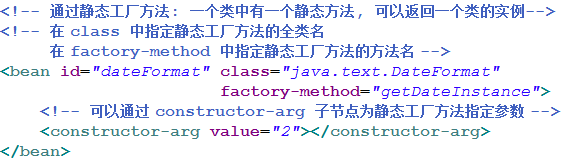 <!-- 通过静态工厂方法: 一个类中有一个静态方法, 可以返回一个类的实例-->
<!-- 在 class 中指定静态工厂方法的全类名
在 factory-method 中指定静态工厂方法的方法名 -->
<bean id="dateFormat" class="java.text.DateFormat"
factory-method="getDateInstance">
<!-- 可以通过 constructor-arg 子节点为静态工厂方法指定参数 -->
<constructor-arg value="2"></constructor-arg>
</bean>